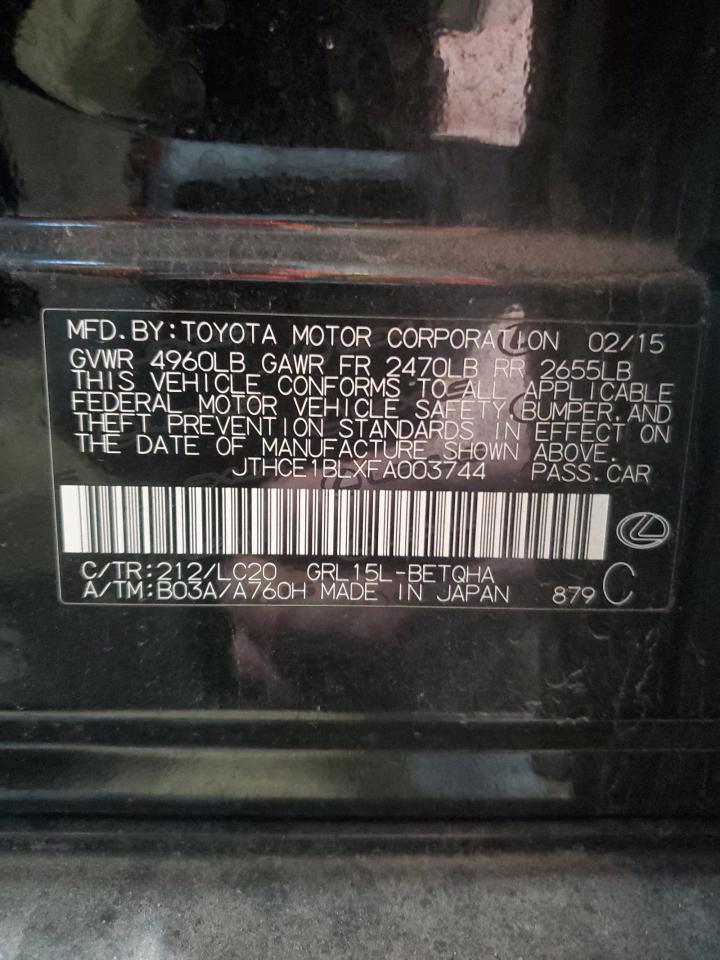 MFD.BY:TOYOTA MOTOR CORPORATION 02/15
GVWR 4960LB GAWR FR 2470LB RR 2655LB
THIS VEHICLE CONFORMS TO ALL APPLICABLE
FEDERAL MOTOR VEHICLE SAFETY,BUMPER,AND
THEFT PREVENTION STANDARDS IN EFFECT ON
THE DATE OF MANUFACTURE SHOWN ABOVE.
JTHCE1BLXFA003744 PASS.CAR
C/TR:212/LC20 GRL15L-BETQHA
A/TM:B03A/A760H MADE IN JAPAN 879 C